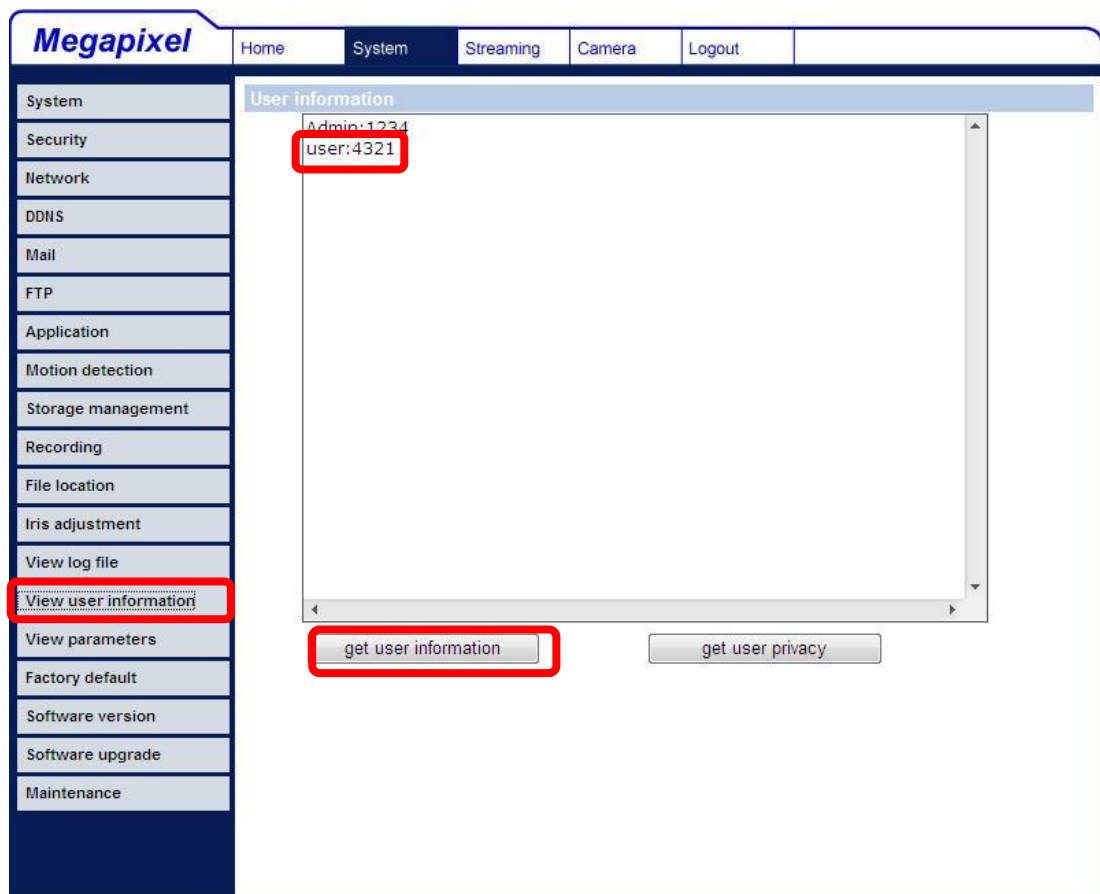 Megapixel
Home System Streaming Camera Logout
System
Security
Network
DDNS
Mail
FTP
Application
Motion detection
Storage management
Recording
File location
Iris adjustment
View log file
View user information
View parameters
Factory default
Software version
Software upgrade
Maintenance
User information
Admin:1234
user:4321
get user information get user privacy